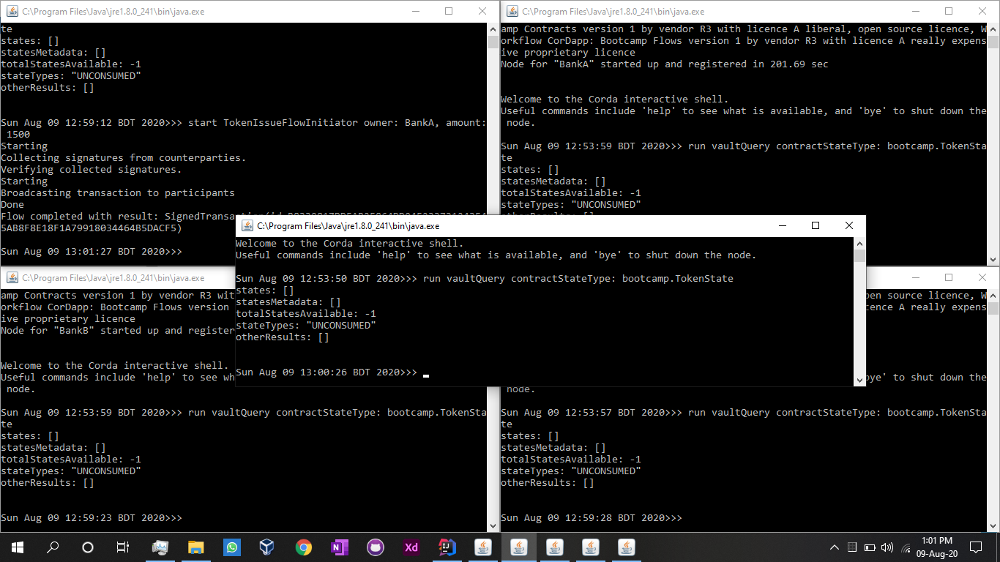 C:\Program Files\Java\jre1.8.0_241\bin\java.exe
te
states: []
statesMetadata: []
totalStatesAvailable: -1
stateTypes: "UNCONSUMED"
otherResults: []
Sun Aug 09 12:59:12 BDT 2020>>> start TokenIssueFlowInitiator owner: BankA, amount:
1500
Starting
Collecting signatures from counterparties.
Verifying collected signatures.
Starting
Broadcasting transaction to participants
Done
Flow completed with result:
5AB8F8E18F1A79918034464B5DACF5)
Sun Aug 09 13:01:27 BDT 2020>>>
C:\Program Files\Java\jre1.8.0_241\bin\java.exe
amp Contracts version 1 by vendor R3 with licence A liberal, open source licence, W
orkflow CorDapp: Bootcamp Flows version 1 by vendor R3 with licence A really expens
ive proprietary licence
Node for "BankA" started up and registered in 201.69 sec
Welcome to the Corda interactive shell.
Useful commands include 'help' to see what is available, and 'bye' to shut down the
node.
Sun Aug 09 12:53:59 BDT 2020>>> run vaultQuery contractStateType: bootcamp.TokenSta
te
states: []
statesMetadata: []
totalStatesAvailable: -1
stateTypes: "UNCONSUMED"
C:\Program Files\Java\jre1.8.0_241\bin\java.exe
Welcome to the Corda interactive shell.
Useful commands include 'help' to see what is available, and 'bye' to shut down the node.
Sun Aug 09 12:53:50 BDT 2020>>> run vaultQuery contractStateType: bootcamp.TokenState
states: []
statesMetadata: []
totalStatesAvailable: -1
stateTypes: "UNCONSUMED"
otherResults: []
Sun Aug 09 13:00:26 BDT 2020>>>
C:\Program Files\Java\jre1.8.0_241\bin\java.exe
amp Contracts version 1 by vendor R3 wit
orkflow CorDapp: Bootcamp Flows version
ive proprietary licence
Node for "BankB" started up and register
Welcome to the Corda interactive shell.
Useful commands include 'help' to see wh
node.
Sun Aug 09 12:53:59 BDT 2020>>> run vaultQuery contractStateType: bootcamp.TokenSta
te
states: []
statesMetadata: []
totalStatesAvailable: -1
stateTypes: "UNCONSUMED"
otherResults: []
Sun Aug 09 12:59:23 BDT 2020>>>
pen source licence, W
cence A really expens
ye' to shut down the
node.
Sun Aug 09 12:53:57 BDT 2020>>> run vaultQuery contractStateType: bootcamp.TokenSta
te
states: []
statesMetadata: []
totalStatesAvailable: -1
stateTypes: "UNCONSUMED"
otherResults: []
Sun Aug 09 12:59:28 BDT 2020>>>
N
Xd
IJ
1:01 PM
09-Aug-20